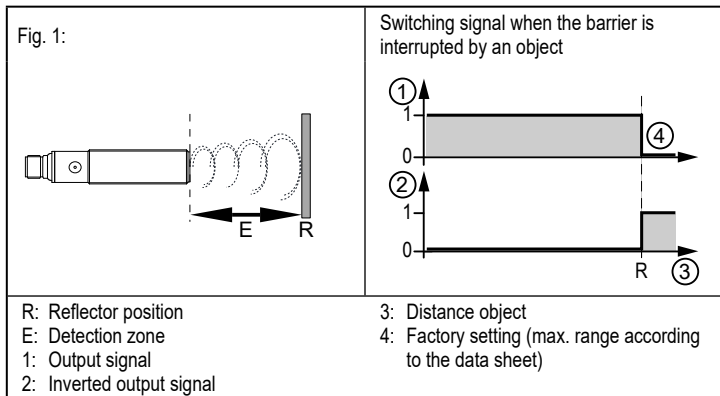 Fig. 1:
E
R
Switching signal when the barrier is
interrupted by an object
1
1
0
4
2
1
0
R
3
R: Reflector position
E: Detection zone
1: Output signal
2: Inverted output signal
3: Distance object
4: Factory setting (max. range according
to the data sheet)